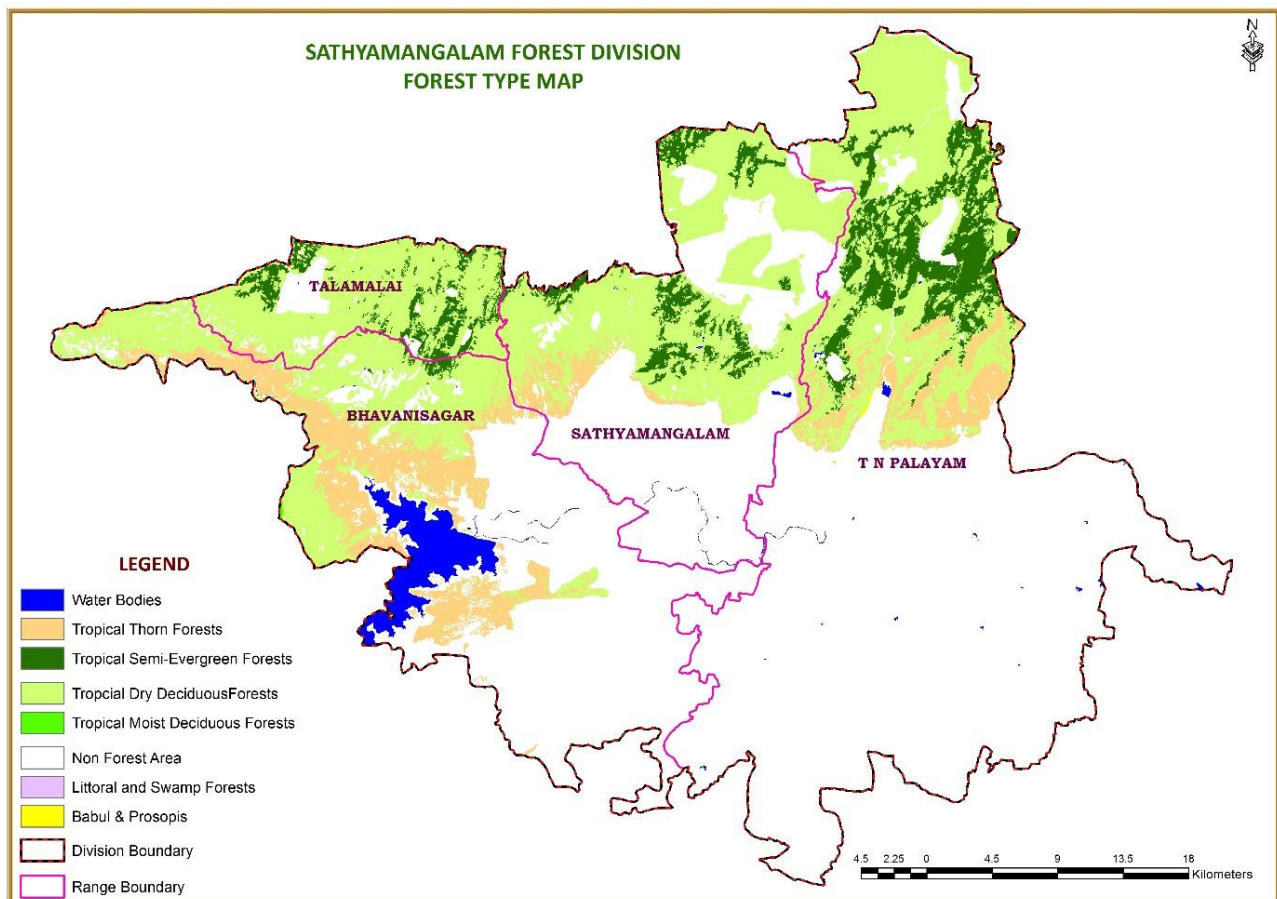 SATHYAMANGALAM FOREST DIVISION
FOREST TYPE MAP
N
TALAMALAI
BHAVANISAGAR
SATHYAMANGALAM
T N PALAYAM
LEGEND
Water Bodies
Tropical Thorn Forests
Tropical Semi-Evergreen Forests
Tropcial Dry DeciduousForests
Tropical Moist Deciduous Forests
Non Forest Area
Littoral and Swamp Forests
Babul & Prosopis
Division Boundary
Range Boundary
4.5 2.25 0 4.5 9 13.5 18
Kilometers